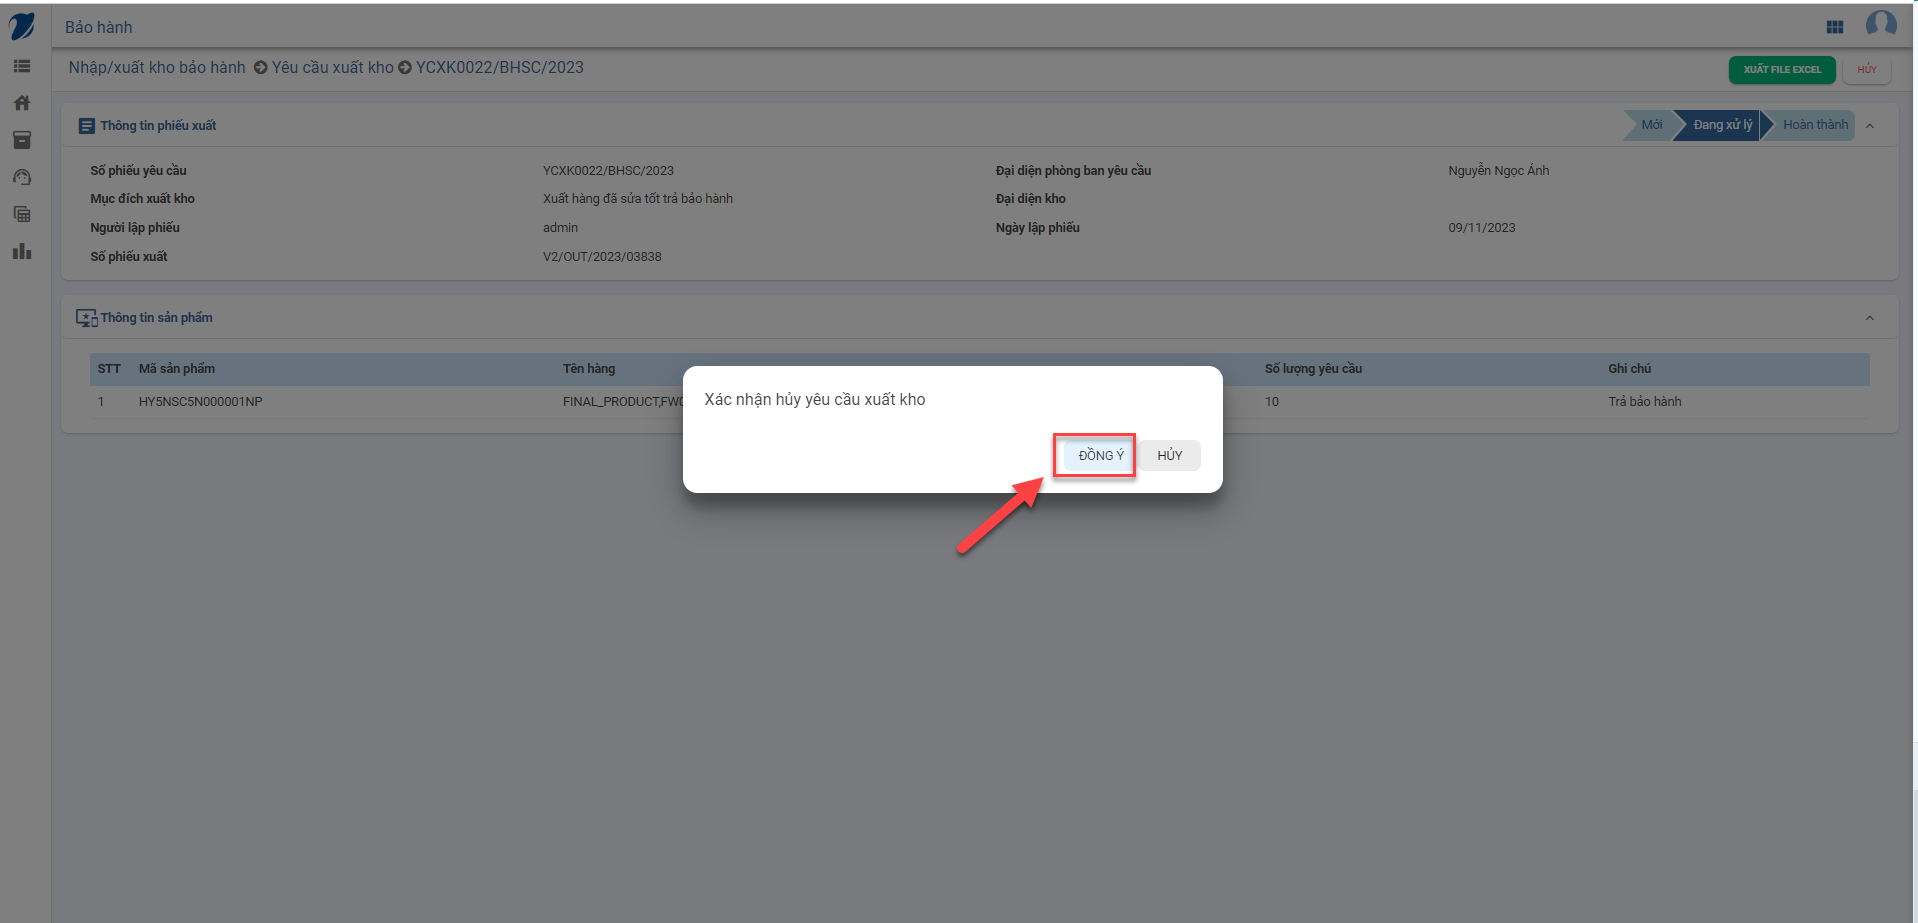 Bảo hành
Nhập/xuất kho bảo hành Yêu cầu xuất kho YCXK0022/BHSC/2023
XUẤT FILE EXCEL HỦY
Thông tin phiếu xuất
Mới Đang xử lý Hoàn thành
Số phiếu yêu cầu YCXK0022/BHSC/2023 Đại diện phòng ban yêu cầu Nguyễn Ngọc Ánh
Mục đích xuất kho Xuất hàng đã sửa tốt trả bảo hành Đại diện kho
Người lập phiếu admin Ngày lập phiếu 09/11/2023
Số phiếu xuất V2/OUT/2023/03838
Thông tin sản phẩm
STT Mã sản phẩm Tên hàng Số lượng yêu cầu Ghi chú
1 HY5NSC5N000001NP FINAL_PRODUCT,FW 10 Trả bảo hành
Xác nhận hủy yêu cầu xuất kho
ĐỒNG Ý HỦY